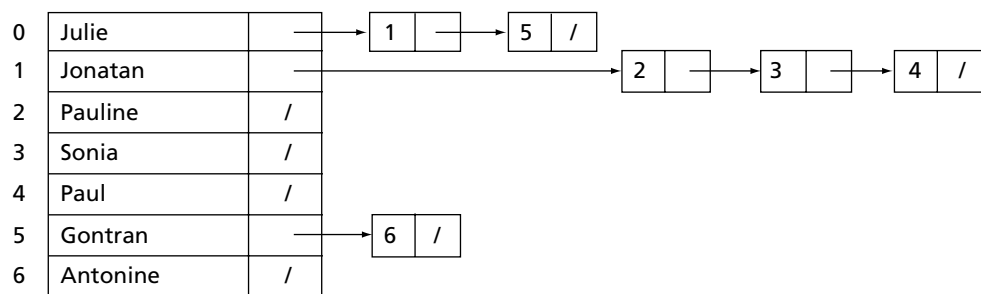 0 Julie 1 5 /
1 Jonatan 2 3 4 /
2 Pauline /
3 Sonia /
4 Paul /
5 Gontran 6 /
6 Antonine /